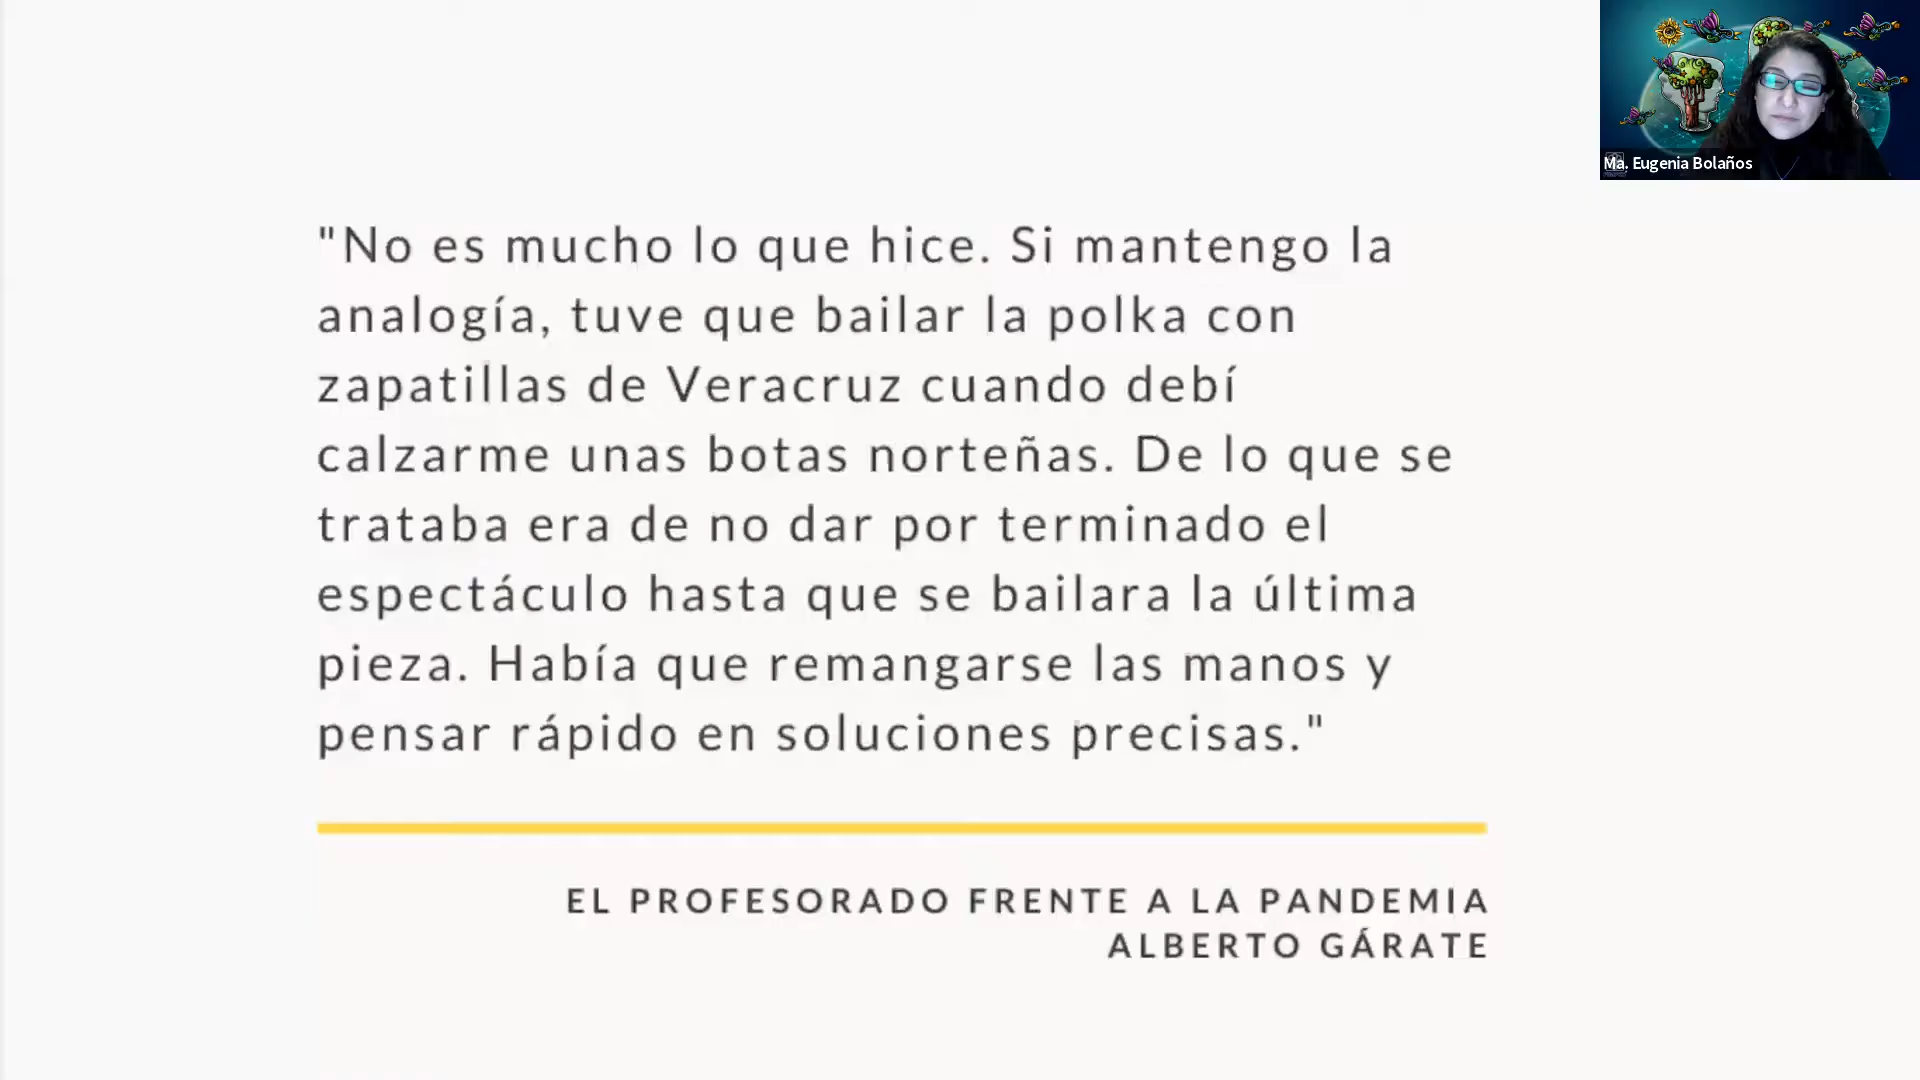 Ma. Eugenia Bolaños
"No es mucho lo que hice. Si mantengo la
analogía, tuve que bailar la polka con
zapatillas de Veracruz cuando debí
calzarme unas botas norteñas. De lo que se
trataba era de no dar por terminado el
espectáculo hasta que se bailara la última
pieza. Había que remangarse las manos y
pensar rápido en soluciones precisas."
EL PROFESORADO FRENTE A LA PANDEMIA
ALBERTO GÁRATE